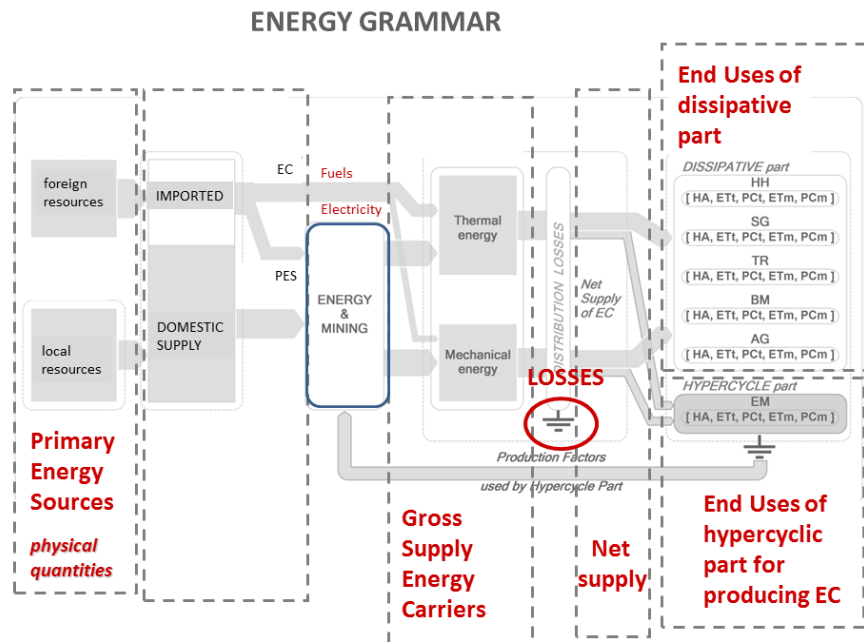 ENERGY GRAMMAR
foreign
resources
local
resources
Primary
Energy
Sources
physical
quantities
IMPORTED
DOMESTIC
SUPPLY
EC
Fuels
Electricity
PES
ENERGY
&
MINING
Thermal
energy
Mechanical
energy
Gross
Supply
Energy
Carriers
DISTRIBUTION LOSSES
LOSSES
Net
Supply
of EC
Production Factors
used by Hypercycle Part
Net
supply
End Uses of
dissipative
part
DISSIPATIVE part
HH
[ HA, ETt, PCt, ETm, PCm ]
SG
[ HA, ETt, PCt, ETm, PCm ]
TR
[ HA, ETt, PCt, ETm, PCm ]
BM
[ HA, ETt, PCt, ETm, PCm ]
AG
[ HA, ETt, PCt, ETm, PCm ]
HYPERCYCLE part
EM
[ HA, ETt, PCt, ETm, PCm ]
End Uses of
hypercyclic
part for
producing EC